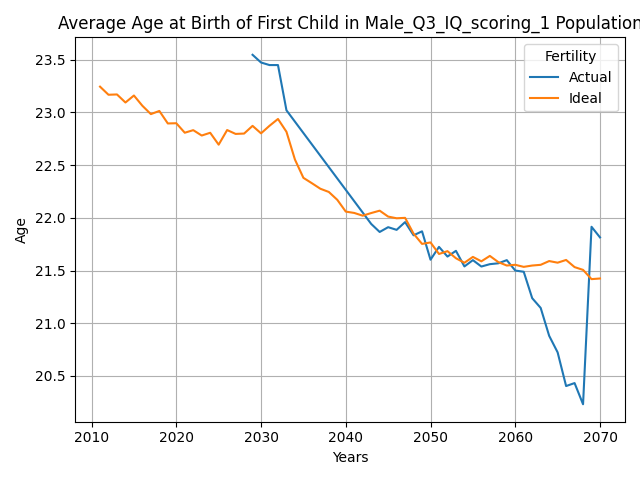 Average Age at Birth of First Child in Male_Q3_IQ_scoring_1 Population
Fertility
Actual
Ideal
Age
23.5
23.0
22.5
22.0
21.5
21.0
20.5
2010 2020 2030 2040 2050 2060 2070
Years